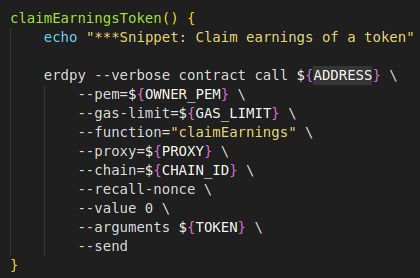 claimEarningsToken() {
    echo "***Snippet: Claim earnings of a token"

    erdpy --verbose contract call ${ADDRESS} \
        --pem=${OWNER_PEM} \
        --gas-limit=${GAS_LIMIT} \
        --function="claimEarnings" \
        --proxy=${PROXY} \
        --chain=${CHAIN_ID} \
        --recall-nonce \
        --value 0 \
        --arguments ${TOKEN} \
        --send
}